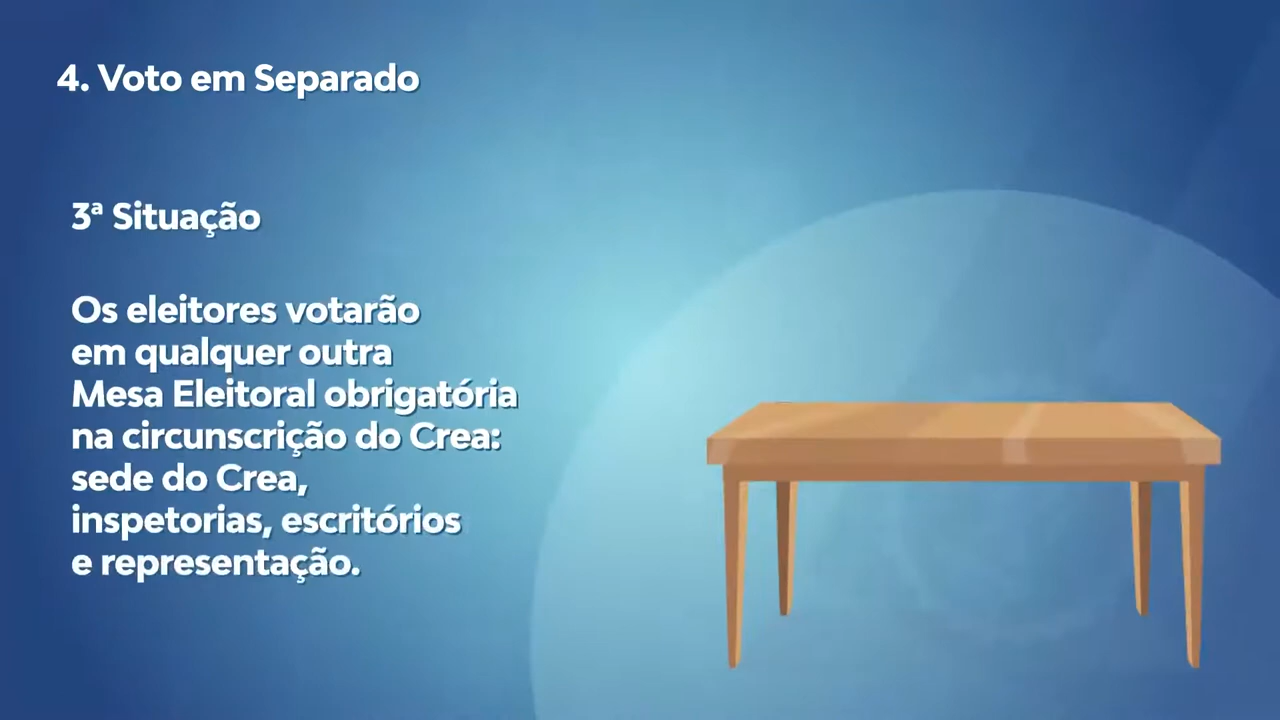 4. Voto em Separado
3ª Situação
Os eleitores votarão
em qualquer outra
Mesa Eleitoral obrigatória
na circunscrição do Crea:
sede do Crea,
inspetorias, escritórios
e representação.